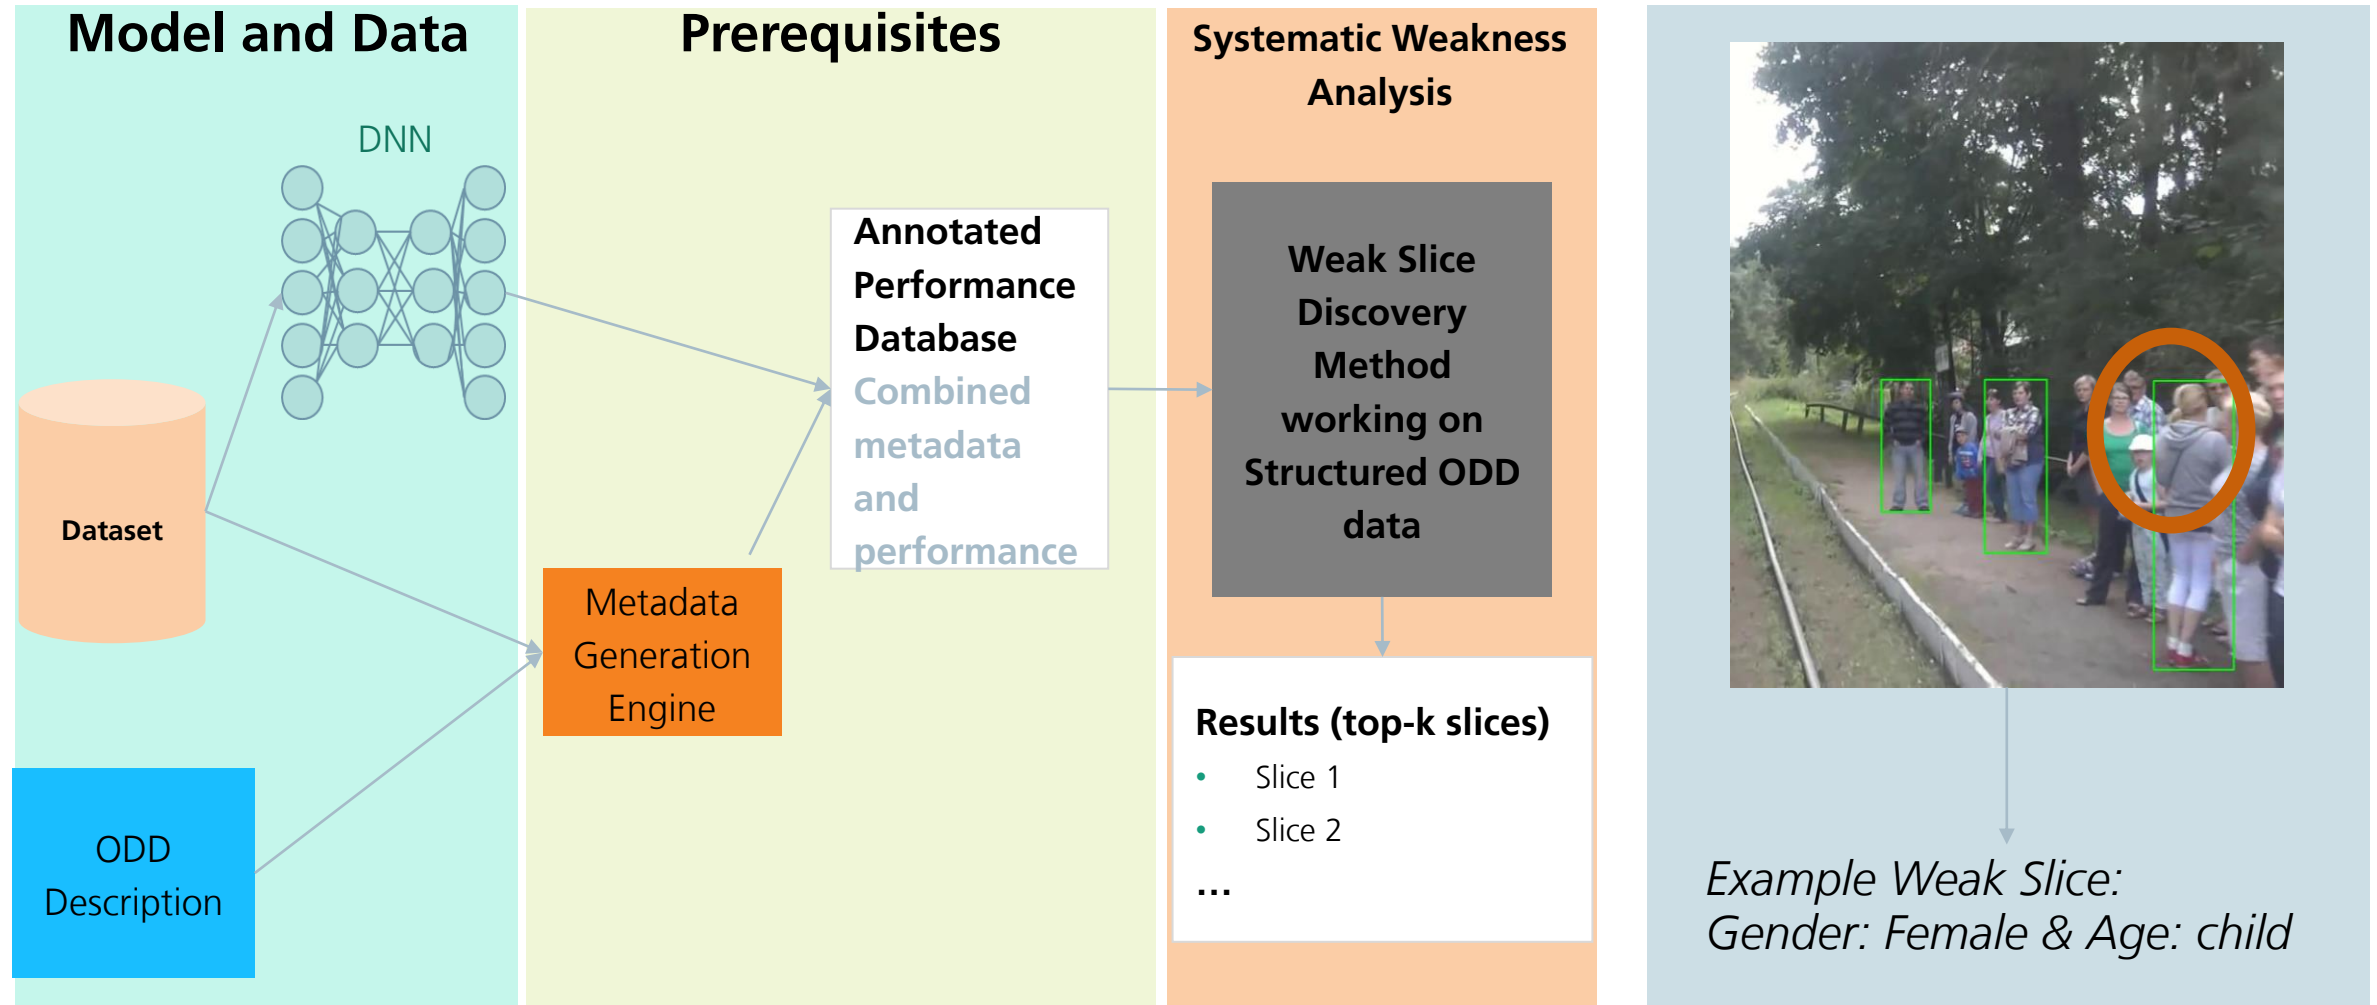 Model and Data
DNN
Dataset
ODD
Description
Prerequisites
Annotated
Performance
Database
Combined
metadata
and
performance
Metadata
Generation
Engine
Systematic Weakness
Analysis
Weak Slice
Discovery
Method
working on
Structured ODD
data
Results (top-k slices)
• Slice 1
• Slice 2
...
Example Weak Slice:
Gender: Female & Age: child